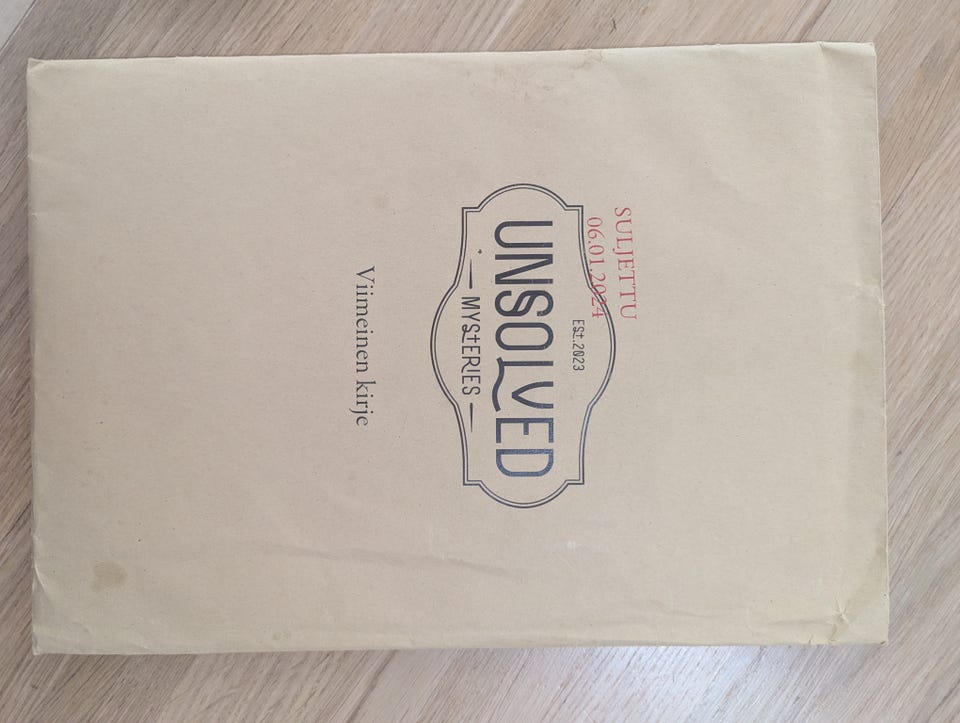 SULJETTU
06.01.2024
EST.2023
UNSOLVED
MYSTERIES
Viimeinen kirje